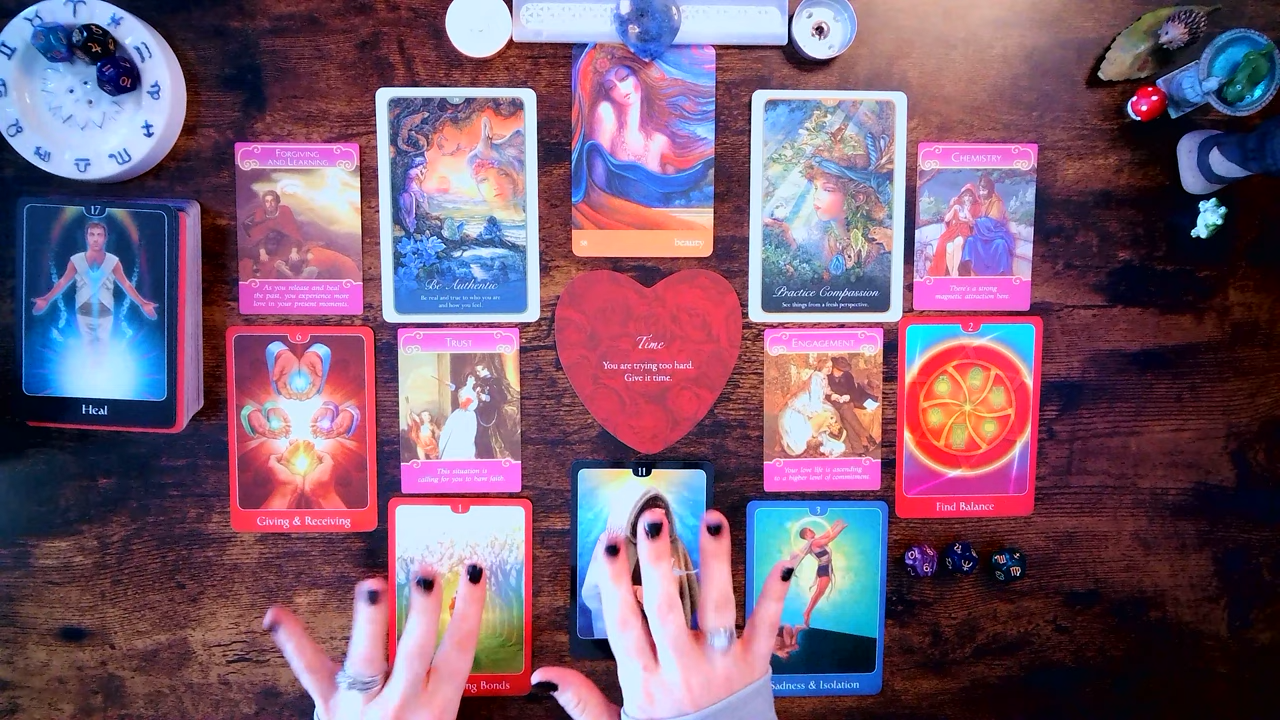 17
Heal
FORGIVING
AND LEARNING
As you release and heal
the past, you experience more
love in your present moments.
Be Authentic
Be real and true to who you are
and how you feel.
58
beauty
Practice Compassion
See things from a fresh perspective.
CHEMISTRY
There's a strong
magnetic attraction here
6
Giving & Receiving
TRUST
This situation is
calling for you to have faith.
Time
You are trying too hard.
Give it time.
ENGAGEMENT
Your love life is ascending
to a higher level of commitment
2
Find Balance
1
Bonds
11
3
Sadness & Isolation
10